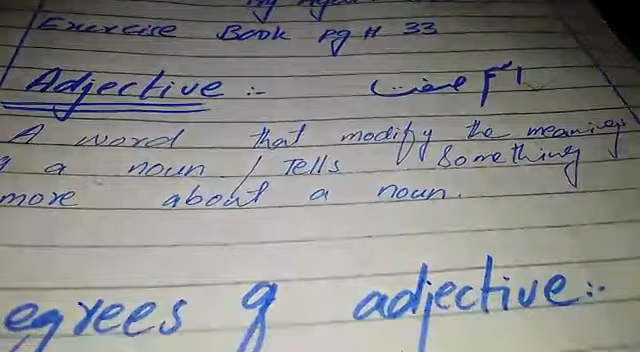 Exercise Book pg # 33
Adjective :- اسم صفت
A word that modify the meanings
a noun / Tells something
more about a noun.
egrees of adjective:-